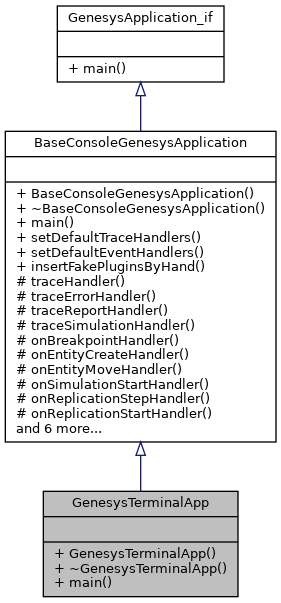 GenesysApplication_if
+ main()
BaseConsoleGenesysApplication
+ BaseConsoleGenesysApplication()
+ ~BaseConsoleGenesysApplication()
+ main()
+ setDefaultTraceHandlers()
+ setDefaultEventHandlers()
+ insertFakePluginsByHand()
# traceHandler()
# traceErrorHandler()
# traceReportHandler()
# traceSimulationHandler()
# onBreakpointHandler()
# onEntityCreateHandler()
# onEntityMoveHandler()
# onSimulationStartHandler()
# onReplicationStepHandler()
# onReplicationStartHandler()
and 6 more...
GenesysTerminalApp
+ GenesysTerminalApp()
+ ~GenesysTerminalApp()
+ main()